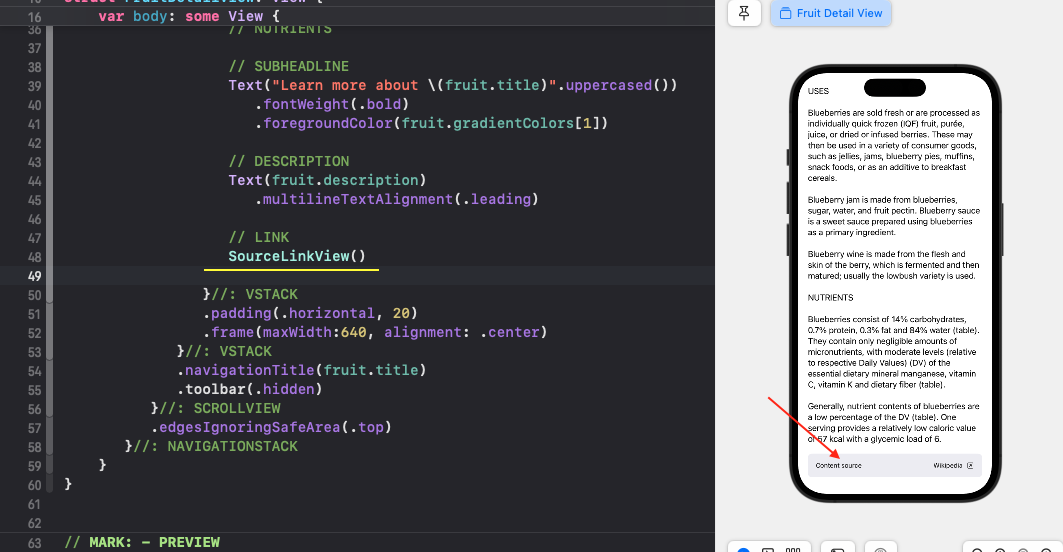 16 var body: some View {
36 // NUTRIENTS
37
38 // SUBHEADLINE
39 Text("Learn more about \(fruit.title)".uppercased())
40 .fontWeight(.bold)
41 .foregroundColor(fruit.gradientColors[1])
42
43 // DESCRIPTION
44 Text(fruit.description)
45 .multilineTextAlignment(.leading)
46
47 // LINK
48 SourceLinkView()
49
50 }//: VSTACK
51 .padding(.horizontal, 20)
52 .frame(maxWidth:640, alignment: .center)
53 }//: VSTACK
54 .navigationTitle(fruit.title)
55 .toolbar(.hidden)
56 }//: SCROLLVIEW
57 .edgesIgnoringSafeArea(.top)
58 }//: NAVIGATIONSTACK
59 }
60 }
61
62
63 // MARK: - PREVIEW
Fruit Detail View
USES
Blueberries are sold fresh or are processed as
individually quick frozen (IQF) fruit, purée,
juice, or dried or infused berries. These may
then be used in a variety of consumer goods,
such as jellies, jams, blueberry pies, muffins,
snack foods, or as an additive to breakfast
cereals.
Blueberry jam is made from blueberries,
sugar, water, and fruit pectin. Blueberry sauce
is a sweet sauce prepared using blueberries
as a primary ingredient.
Blueberry wine is made from the flesh and
skin of the berry, which is fermented and then
matured; usually the lowbush variety is used.
NUTRIENTS
Blueberries consist of 14% carbohydrates,
0.7% protein, 0.3% fat and 84% water (table).
They contain only negligible amounts of
micronutrients, with moderate levels (relative
to respective Daily Values) (DV) of the
essential dietary mineral manganese, vitamin
C, vitamin K and dietary fiber (table).
Generally, nutrient contents of blueberries are
a low percentage of the DV (table). One
serving provides a relatively low caloric value
of 57 kcal with a glycemic load of 6.
Content source Wikipedia